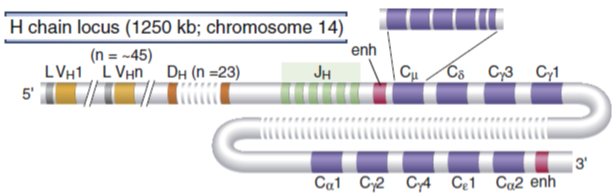 H chain locus (1250 kb; chromosome 14)
(n = ~45)
L VH1 L VHn DH (n =23) JH enh Cμ Cδ Cγ3 Cγ1
5'
3'
Cα1 Cγ2 Cγ4 Cε1 Cα2 enh